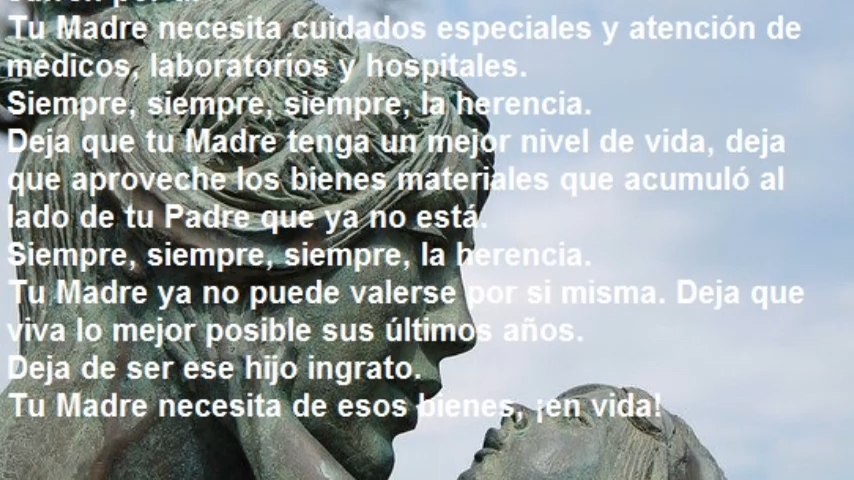 Tu Madre necesita cuidados especiales y atención de
médicos, laboratorios y hospitales.
Siempre, siempre, siempre, la herencia.
Deja que tu Madre tenga un mejor nivel de vida, deja
que aproveche los bienes materiales que acumuló al
lado de tu Padre que ya no está.
Siempre, siempre, siempre, la herencia.
Tu Madre ya no puede valerse por si misma. Deja que
viva lo mejor posible sus últimos años.
Deja de ser ese hijo ingrato.
Tu Madre necesita de esos bienes, ¡en vida!